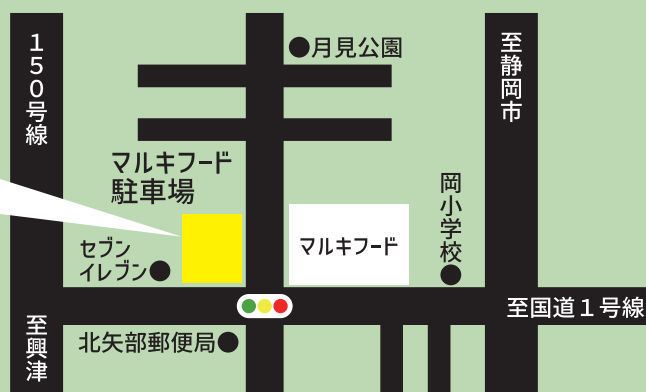 150号線
月見公園
至静岡市
マルキフード
駐車場
岡小学校
マルキフード
セブン
イレブン
至国道1号線
至興津
北矢部郵便局